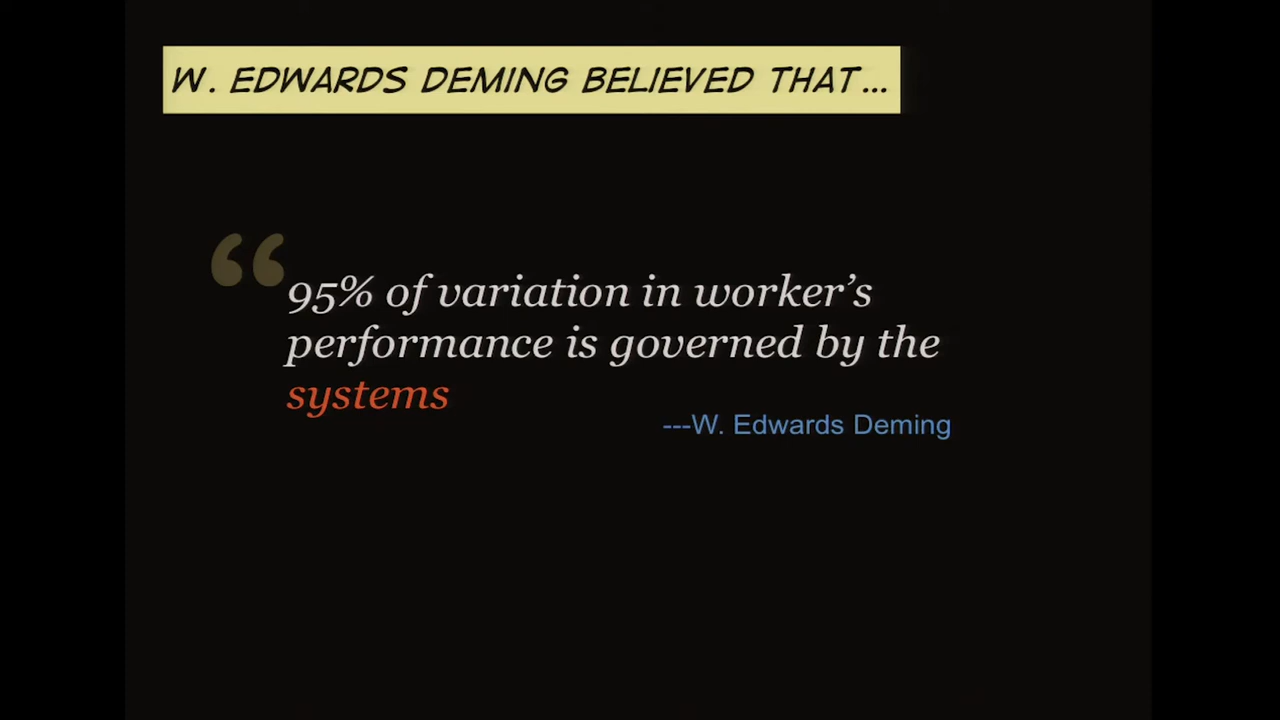 W. EDWARDS DEMING BELIEVED THAT...
“95% of variation in worker’s
performance is governed by the
systems
---W. Edwards Deming